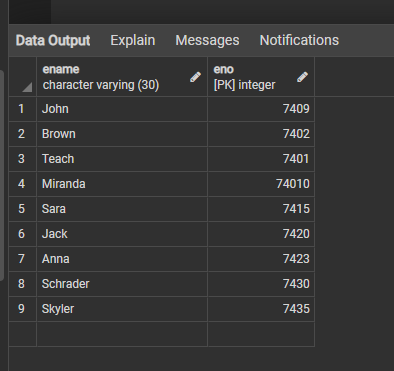 Data Output Explain Messages Notifications
ename eno
character varying (30) [PK] integer
1 John 7409
2 Brown 7402
3 Teach 7401
4 Miranda 74010
5 Sara 7415
6 Jack 7420
7 Anna 7423
8 Schrader 7430
9 Skyler 7435